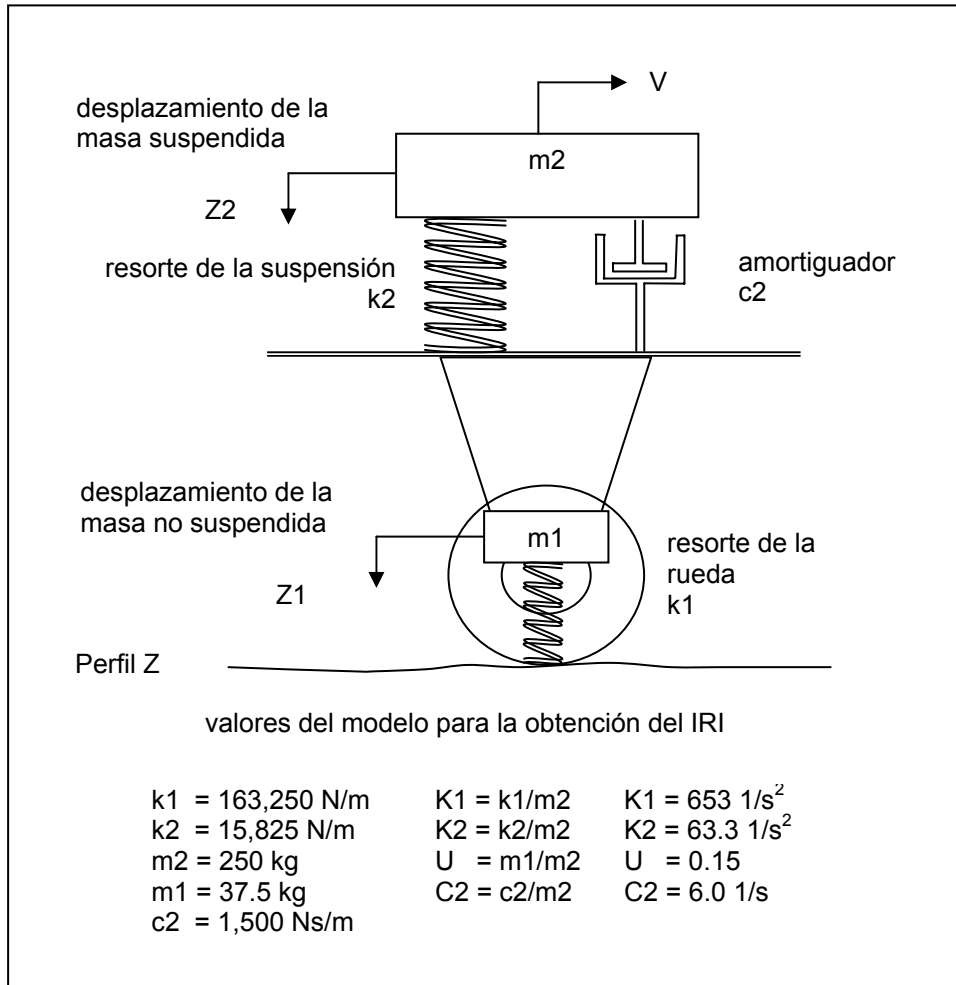 V
desplazamiento de la
masa suspendida
m2
Z2
resorte de la suspensión
k2
amortiguador
c2
desplazamiento de la
masa no suspendida
m1
resorte de la
rueda
k1
Z1
Perfil Z
valores del modelo para la obtención del IRI
k1 = 163,250 N/m K1 = k1/m2 K1 = 653 1/s²
k2 = 15,825 N/m K2 = k2/m2 K2 = 63.3 1/s²
m2 = 250 kg U = m1/m2 U = 0.15
m1 = 37.5 kg C2 = c2/m2 C2 = 6.0 1/s
c2 = 1,500 Ns/m